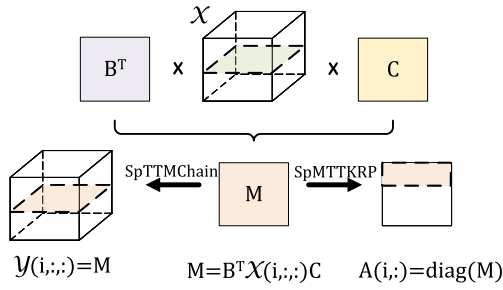 𝒳
Bᵀ × × C
SpTTMChain M SpMTTKRP
𝒴(i,:,:)=M M=Bᵀ𝒳(i,:,:)C A(i,:)=diag(M)